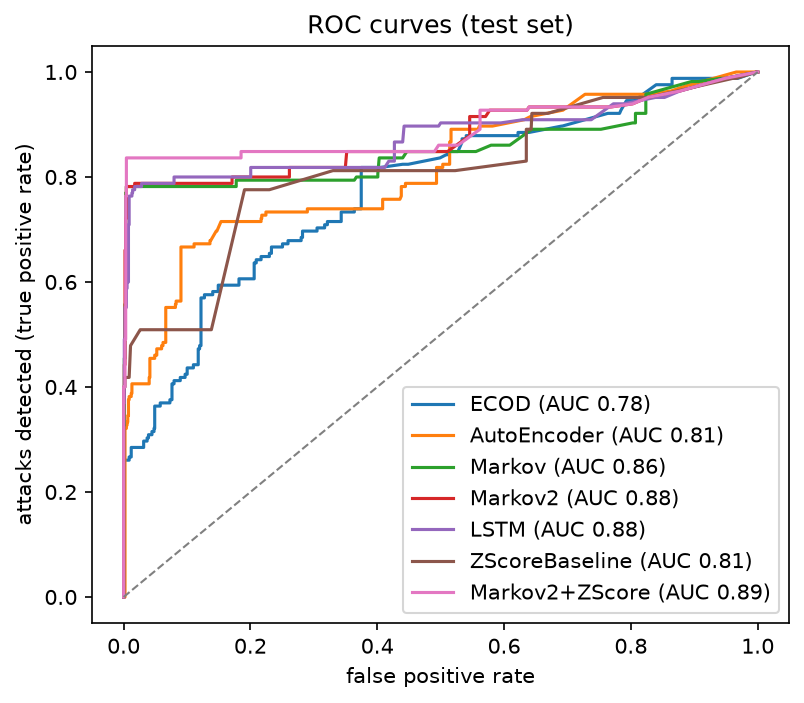 ROC curves (test set)
attacks detected (true positive rate)
1.0
0.8
0.6
0.4
0.2
0.0
ECOD (AUC 0.78)
AutoEncoder (AUC 0.81)
Markov (AUC 0.86)
Markov2 (AUC 0.88)
LSTM (AUC 0.88)
ZScoreBaseline (AUC 0.81)
Markov2+ZScore (AUC 0.89)
0.0 0.2 0.4 0.6 0.8 1.0
false positive rate